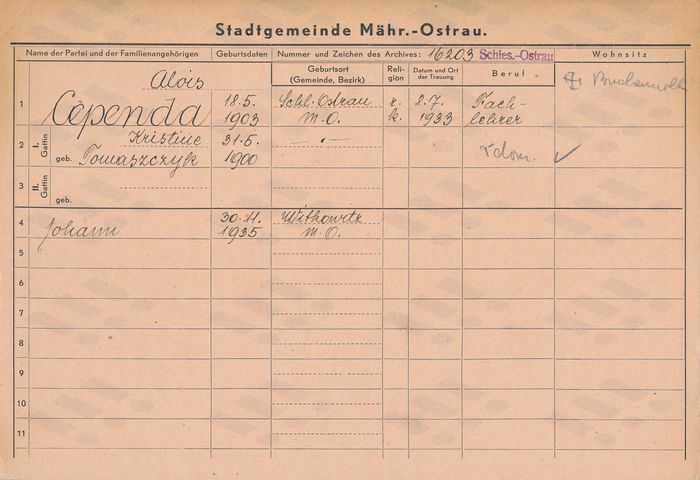 Stadtgemeinde Mähr.-Ostrau.
Name der Partei und der Familienangehörigen Geburtsdaten Nummer und Zeichen des Archives: 16203 Schles.-Ostrau Wohnsitz
Geburtsort (Gemeinde, Bezirk) Religion Datum und Ort der Trauung Beruf
Alois
1 Cependa 18.5. 1903 Schl. Ostrau M.O. r. k. 8.7. 1933 Fach-
lehrer
Buchenwald
2 I. Gattin Kristine
geb. Tomaszczyk 31.5. 1900 — " —
✓
3 II. Gattin
geb.
4 Johann 30.11. 1935 Witkowitz M.O.
5
6
7
8
9
10
11